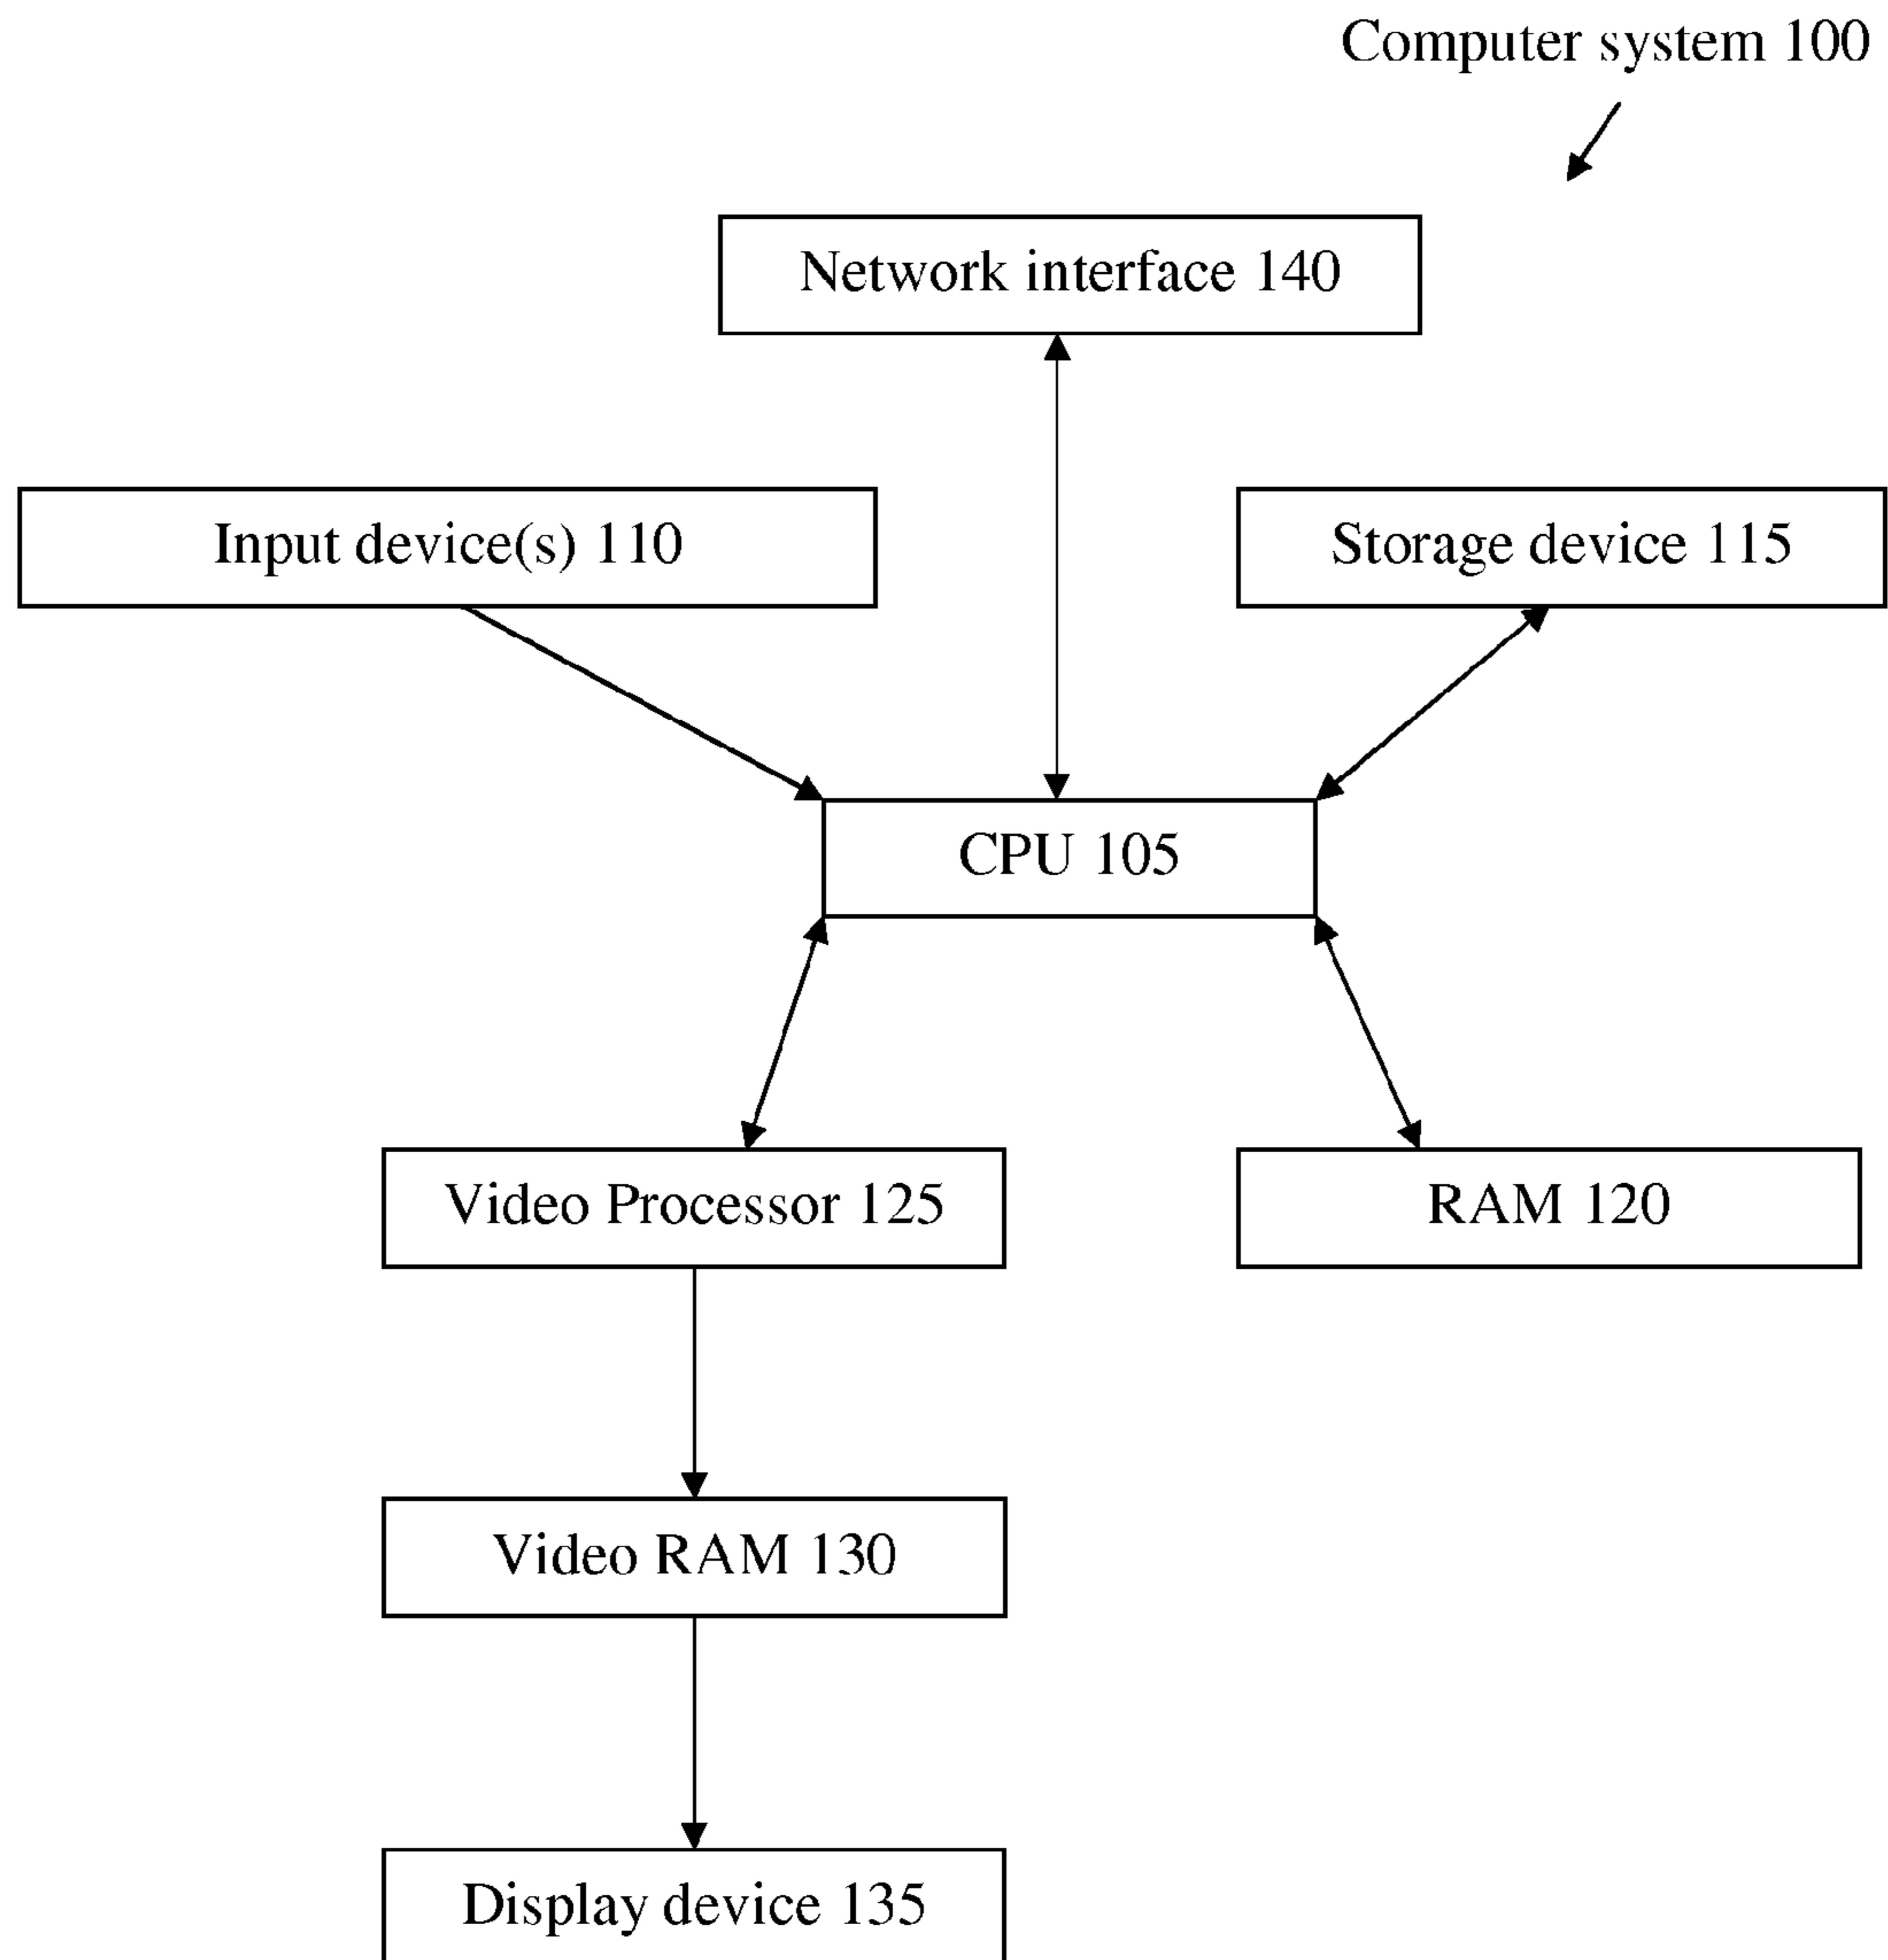 Computer system 100
Network interface 140
Input device(s) 110
Storage device 115
CPU 105
Video Processor 125
RAM 120
Video RAM 130
Display device 135